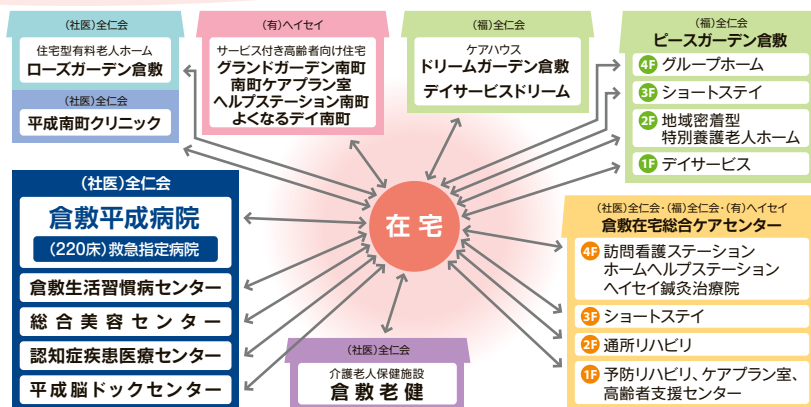 (社医)全仁会
住宅型有料老人ホーム
ローズガーデン倉敷
(社医)全仁会
平成南町クリニック
(有)ヘイセイ
サービス付き高齢者向け住宅
グランドガーデン南町
南町ケアプラン室
ヘルプステーション南町
よくなるデイ南町
(福)全仁会
ケアハウス
ドリームガーデン倉敷
デイサービスドリーム
(福)全仁会
ピースガーデン倉敷
4F グループホーム
3F ショートステイ
2F 地域密着型
特別養護老人ホーム
1F デイサービス
(社医)全仁会
倉敷平成病院
(220床)救急指定病院
倉敷生活習慣病センター
総合美容センター
認知症疾患医療センター
平成脳ドックセンター
在宅
(社医)全仁会
介護老人保健施設
倉敷老健
(社医)全仁会・(福)全仁会・(有)ヘイセイ
倉敷在宅総合ケアセンター
4F 訪問看護ステーション
ホームヘルプステーション
ヘイセイ鍼灸治療院
3F ショートステイ
2F 通所リハビリ
1F 予防リハビリ、ケアプラン室、
高齢者支援センター